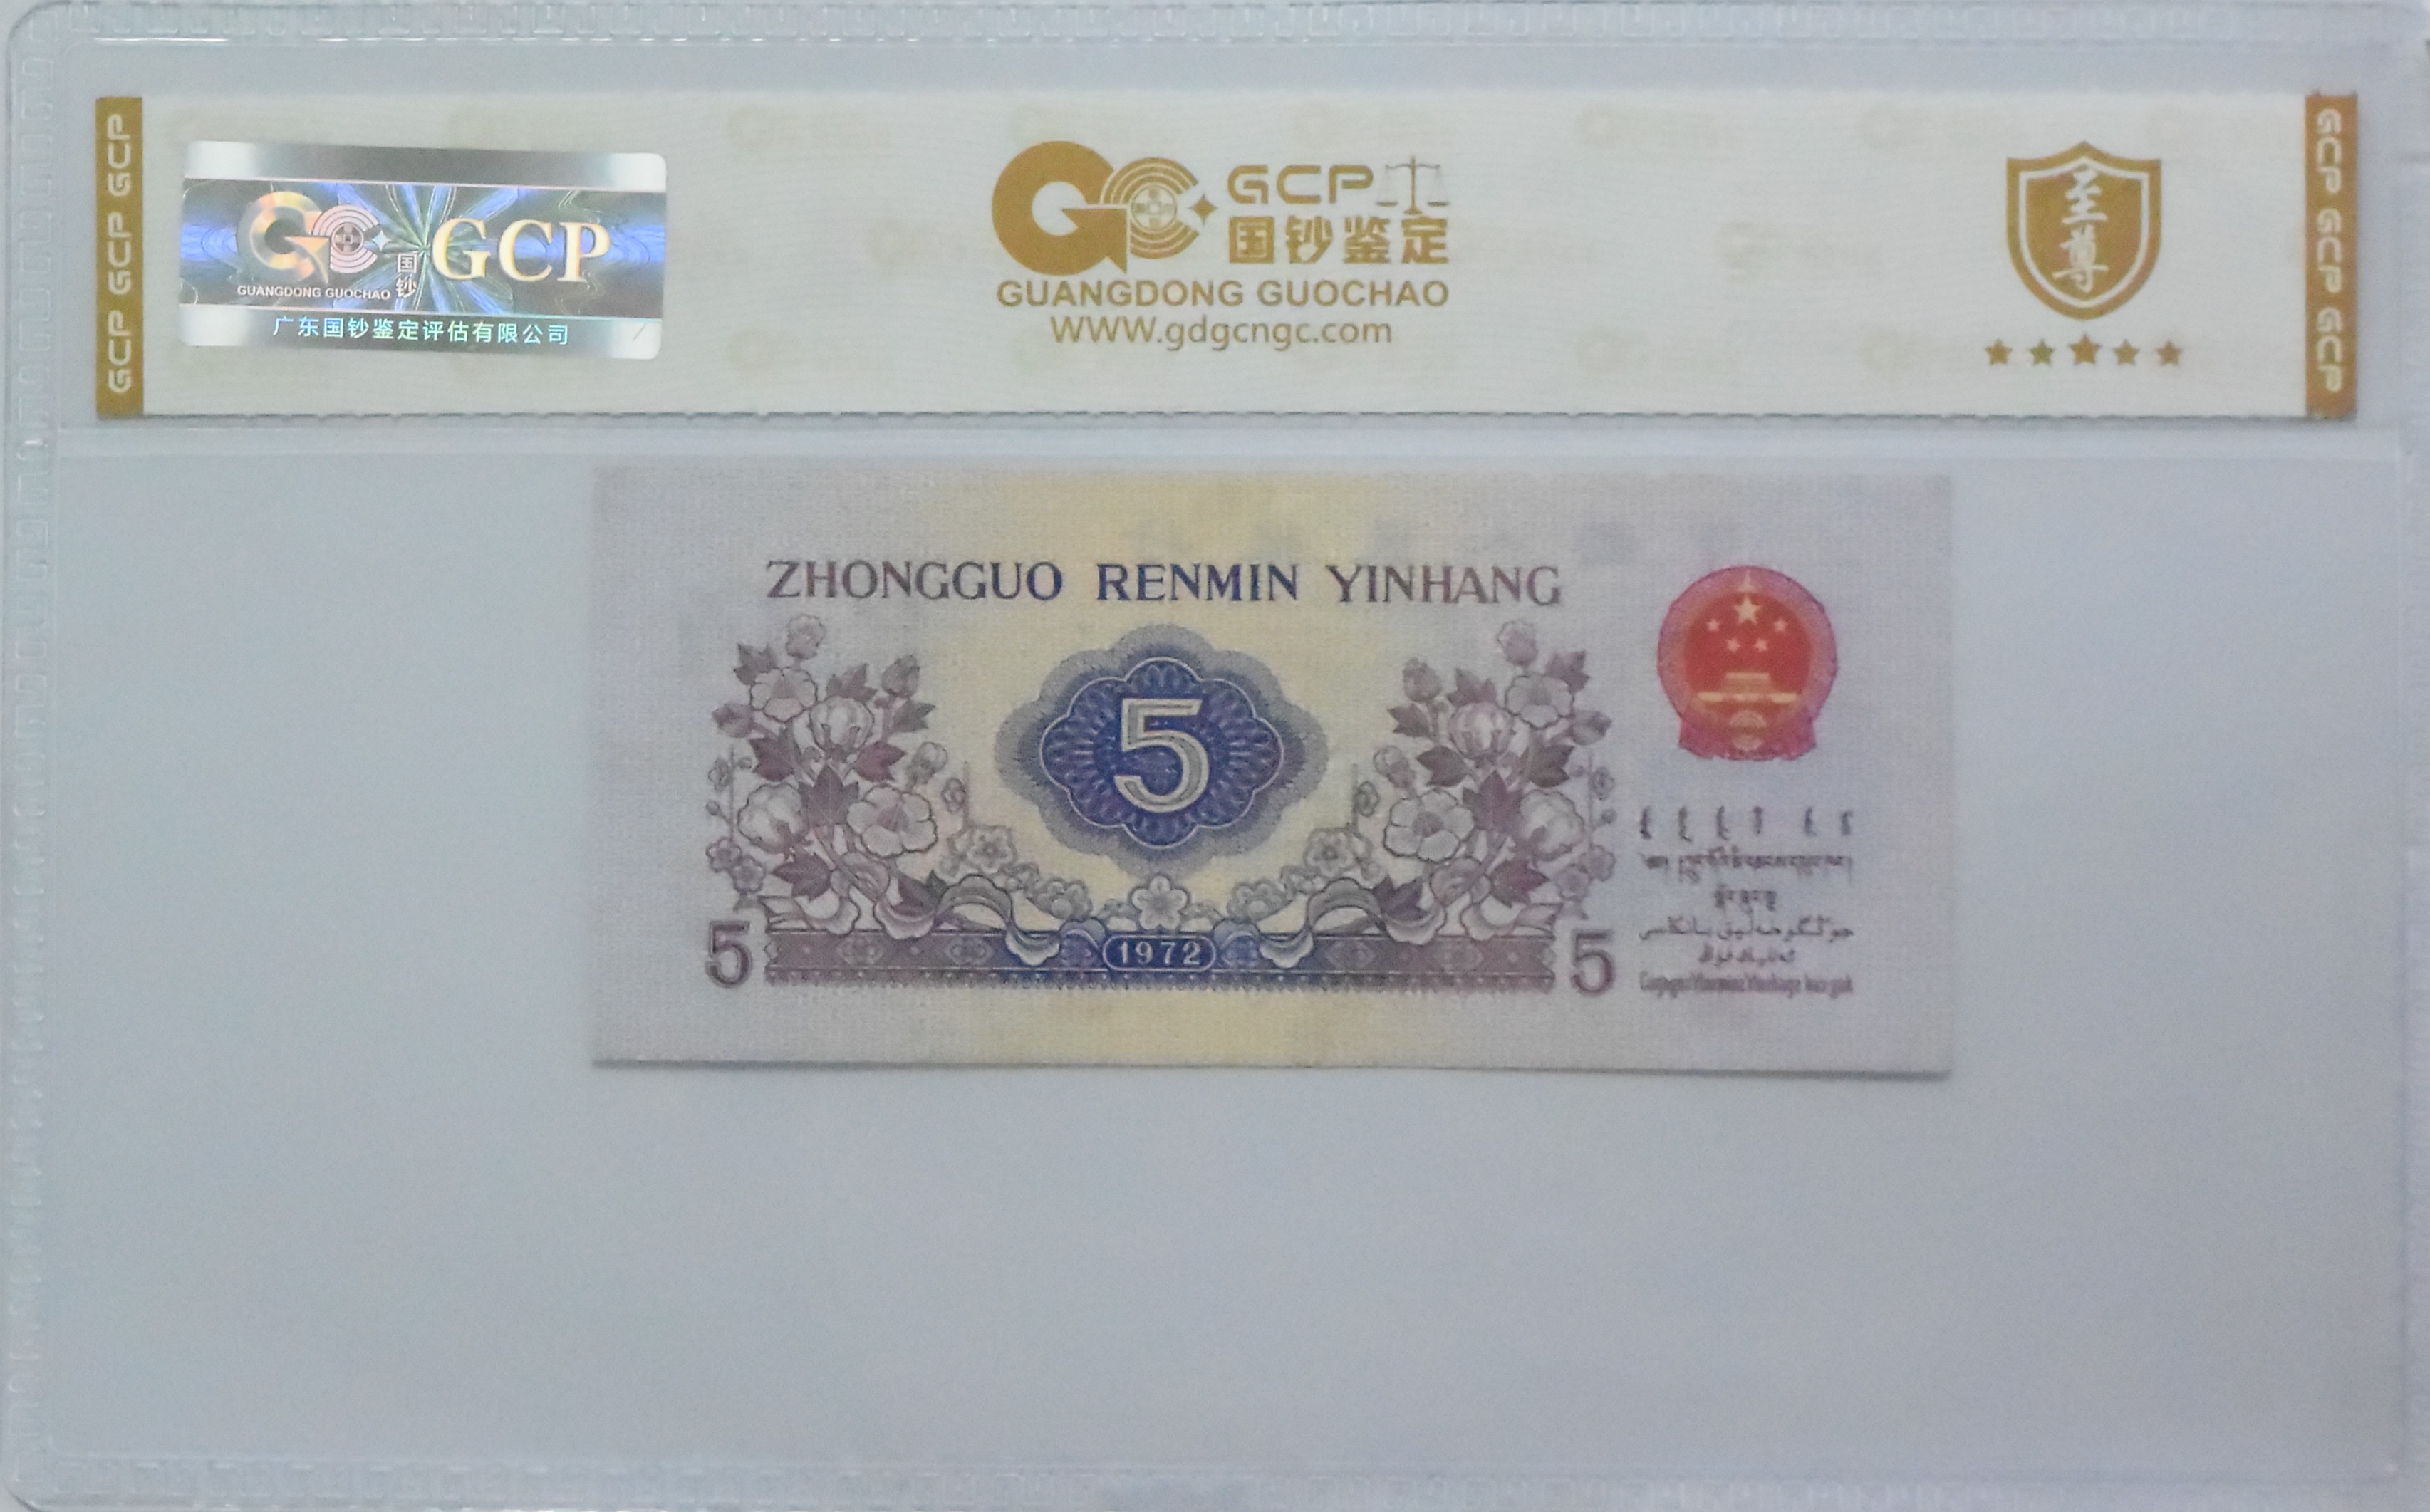 GCP GCP GCP
GUANGDONG GUOCHAO
国钞
GCP
广东国钞鉴定评估有限公司
GCP
国钞鉴定
GUANGDONG GUOCHAO
WWW.gdgcngc.com
至尊
GCP GCP GCP
ZHONGGUO RENMIN YINHANG
5
1972
5
5